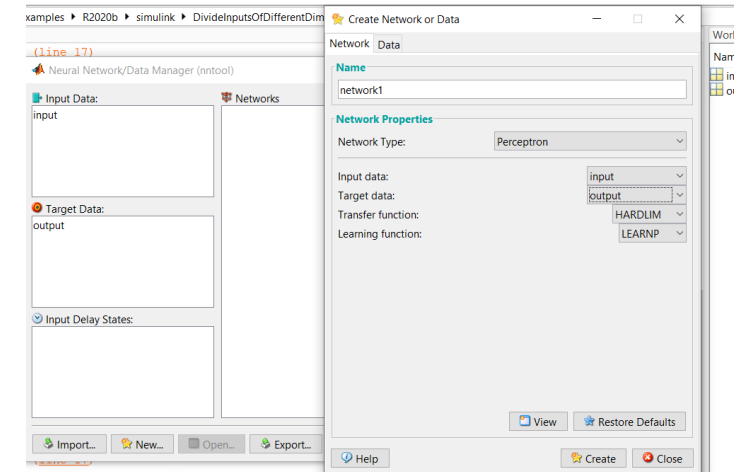 xamples ▸ R2020b ▸ simulink ▸ DivideInputsOfDifferentDim
(line 17)
Neural Network/Data Manager (nntool)
Input Data:
input
Networks
Target Data:
output
Input Delay States:
Import...
New...
Open...
Export...
Create Network or Data
Network
Data
Name
network1
Network Properties
Network Type:
Perceptron
Input data:
input
Target data:
output
Transfer function:
HARDLIM
Learning function:
LEARNP
View
Restore Defaults
Help
Create
Close
Wor
Nam
in
ou